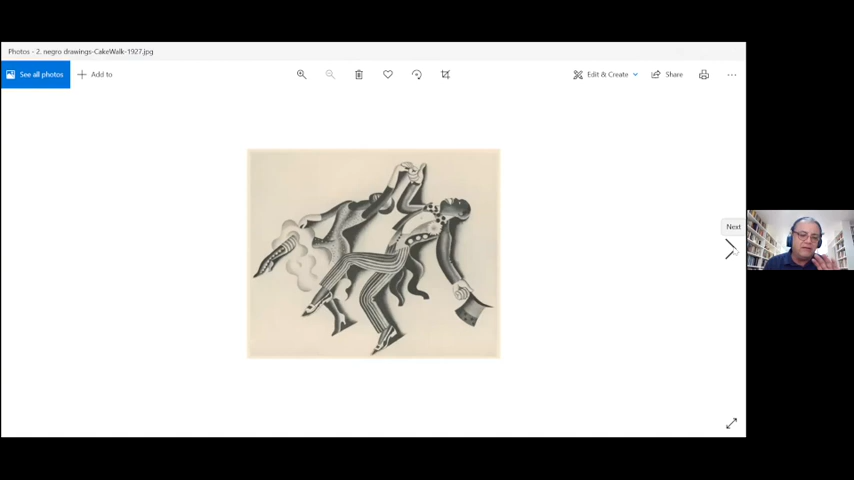 Photos - 2. negro drawings-CakeWalk-1927.jpg
See all photos
Add to
Edit & Create
Share
Next